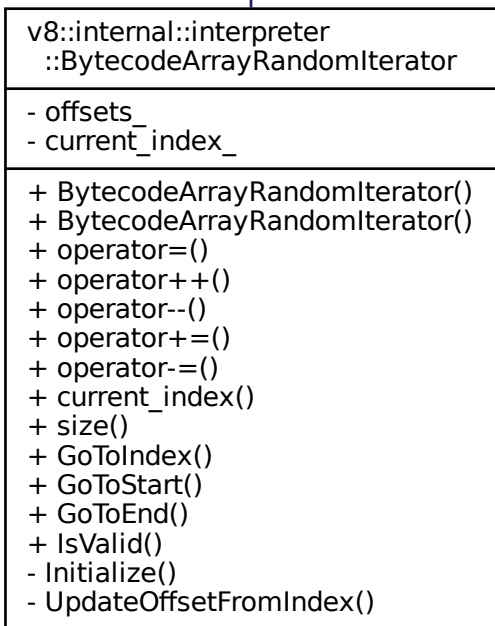 v8::internal::interpreter
::BytecodeArrayRandomIterator
- offsets_
- current_index_
+ BytecodeArrayRandomIterator()
+ BytecodeArrayRandomIterator()
+ operator=()
+ operator++()
+ operator--()
+ operator+=()
+ operator-=()
+ current_index()
+ size()
+ GoToIndex()
+ GoToStart()
+ GoToEnd()
+ IsValid()
- Initialize()
- UpdateOffsetFromIndex()